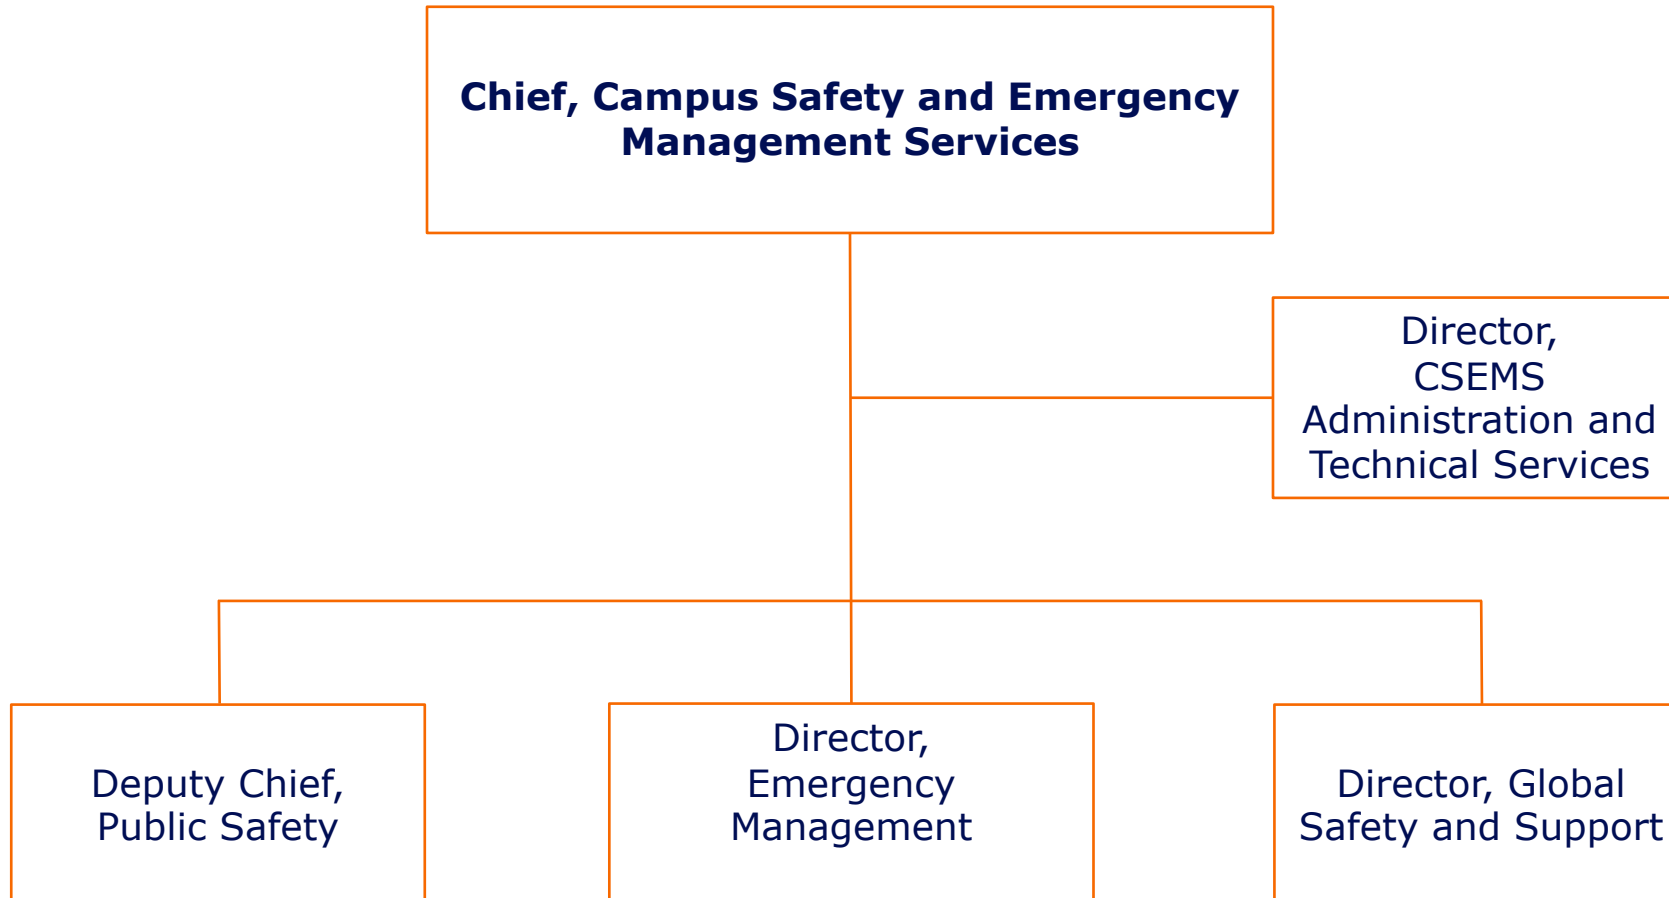 Chief, Campus Safety and Emergency
Management Services
Director,
CSEMS
Administration and
Technical Services
Deputy Chief,
Public Safety
Director,
Emergency
Management
Director, Global
Safety and Support